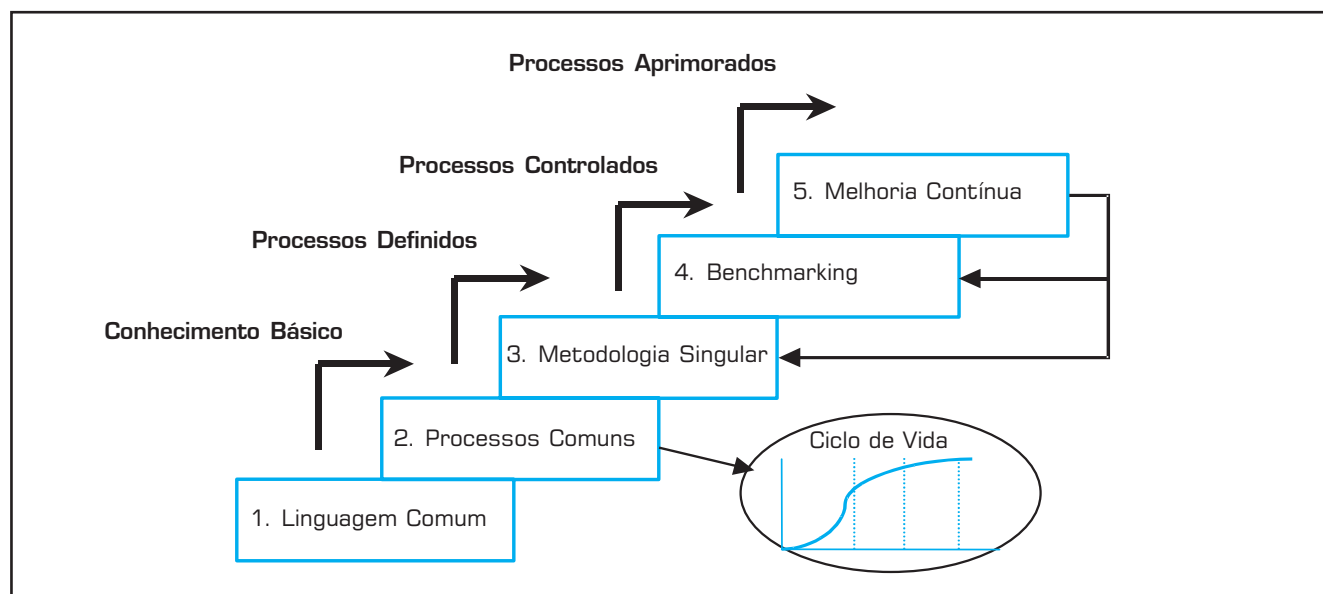 Processos Aprimorados
Processos Controlados
5. Melhoria Contínua
Processos Definidos
4. Benchmarking
Conhecimento Básico
3. Metodologia Singular
2. Processos Comuns
Ciclo de Vida
1. Linguagem Comum